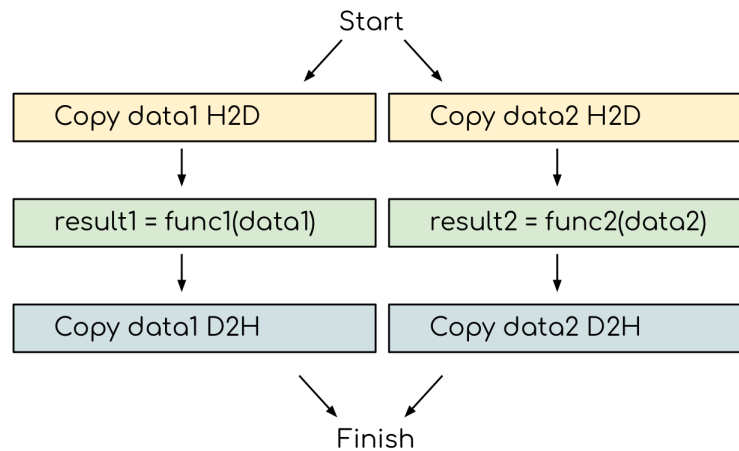 Start
Copy data1 H2D
Copy data2 H2D
result1 = func1(data1)
result2 = func2(data2)
Copy data1 D2H
Copy data2 D2H
Finish